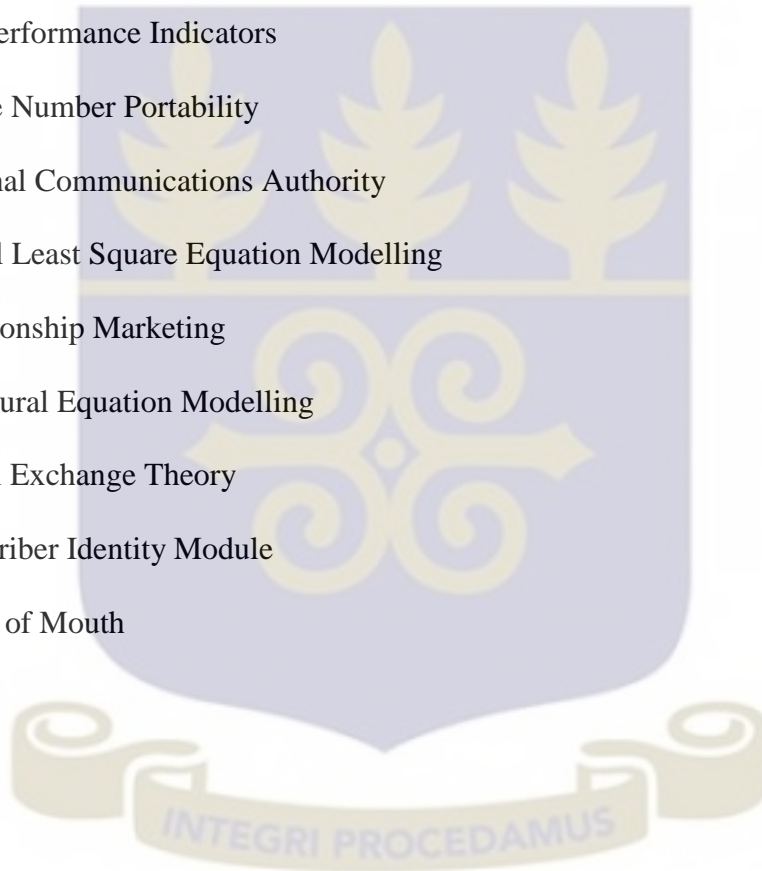 erformance Indicators
e Number Portability
nal Communications Authority
l Least Square Equation Modelling
onship Marketing
ural Equation Modelling
l Exchange Theory
riber Identity Module
of Mouth
INTEGRI PROCEDAMUS